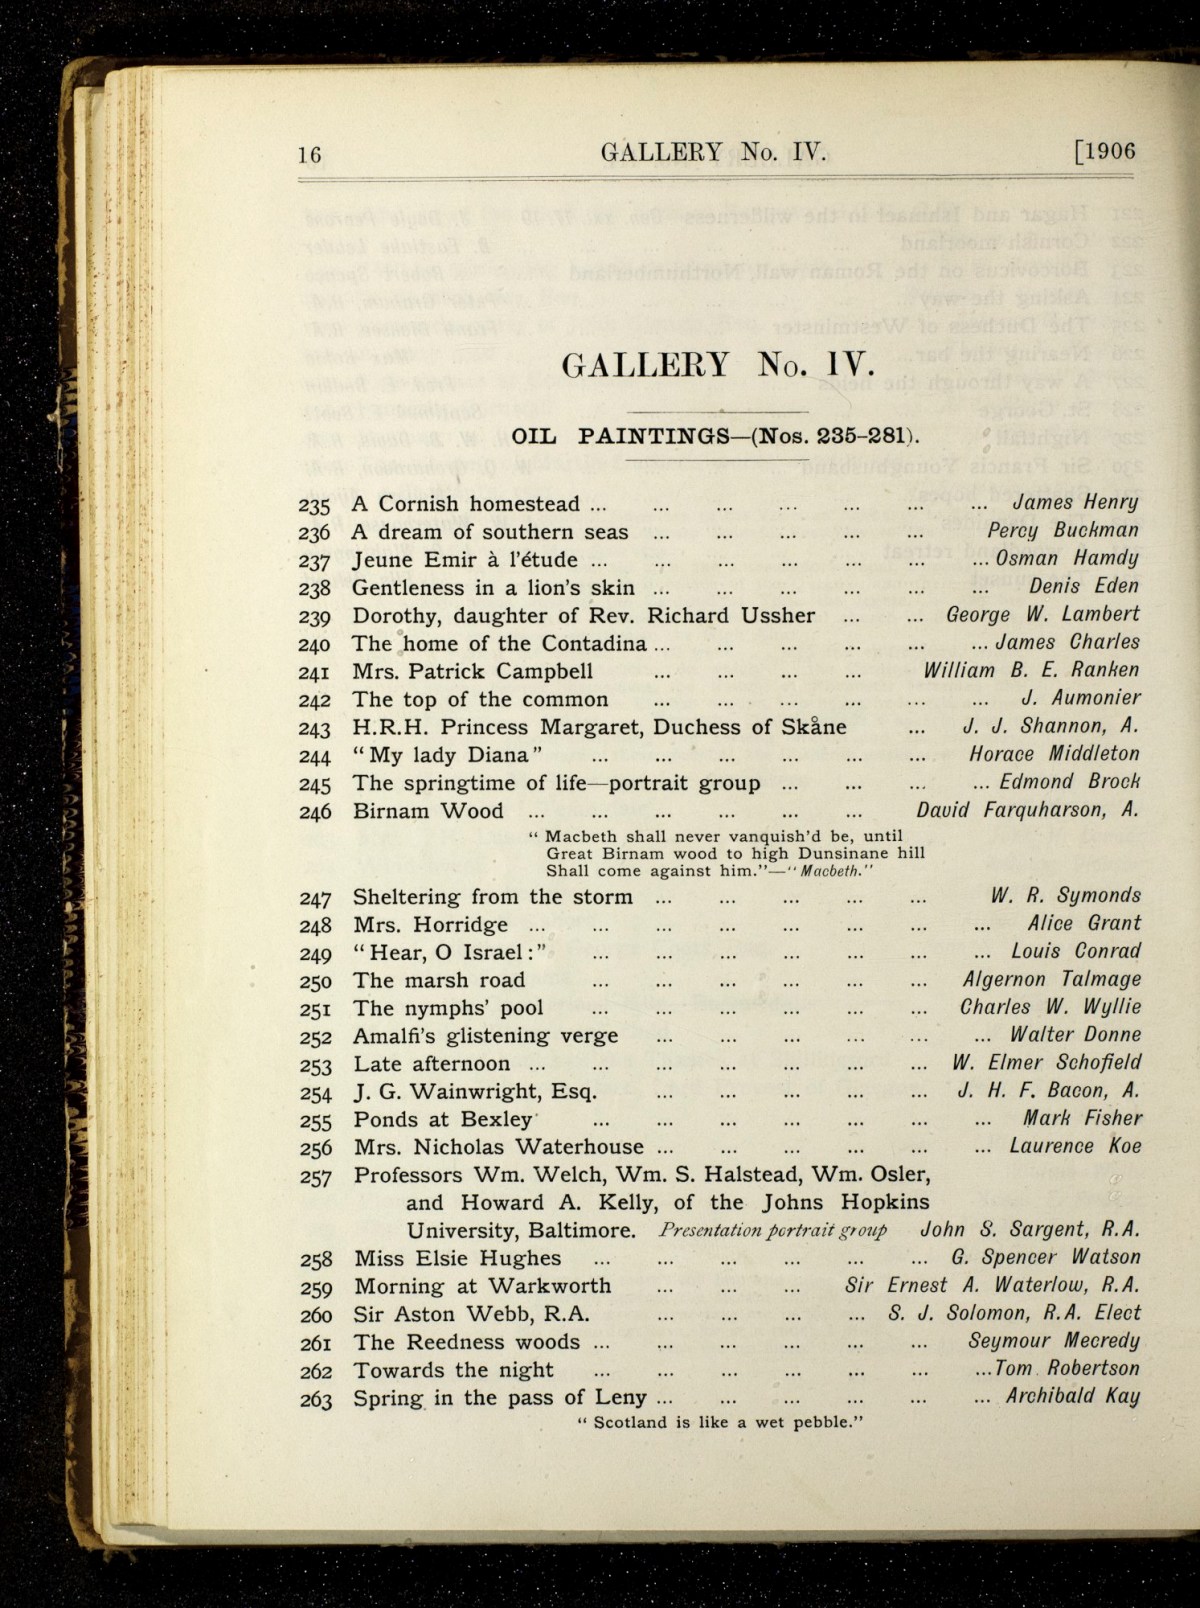 16 GALLERY No. IV. [1906
GALLERY No. IV.
OIL PAINTINGS—(Nos. 235-281).
235 A Cornish homestead ... ... ... ... ... ... ... James Henry
236 A dream of southern seas ... ... ... ... ... Percy Buckman
237 Jeune Emir à l'étude ... ... ... ... ... ... ... Osman Hamdy
238 Gentleness in a lion's skin ... ... ... ... ... ... Denis Eden
239 Dorothy, daughter of Rev. Richard Ussher ... ... George W. Lambert
240 The home of the Contadina ... ... ... ... ... ... James Charles
241 Mrs. Patrick Campbell ... ... ... ... William B. E. Ranken
242 The top of the common ... ... ... ... ... ... J. Aumonier
243 H.R.H. Princess Margaret, Duchess of Skåne ... J. J. Shannon, A.
244 "My lady Diana" ... ... ... ... ... ... Horace Middleton
245 The springtime of life—portrait group ... ... ... ... Edmond Brock
246 Birnam Wood ... ... ... ... ... ... David Farquharson, A.
"Macbeth shall never vanquish'd be, until
Great Birnam wood to high Dunsinane hill
Shall come against him."—"Macbeth."
247 Sheltering from the storm ... ... ... ... ... W. R. Symonds
248 Mrs. Horridge ... ... ... ... ... ... ... ... Alice Grant
249 "Hear, O Israel:" ... ... ... ... ... ... ... Louis Conrad
250 The marsh road ... ... ... ... ... ... Algernon Talmage
251 The nymphs' pool ... ... ... ... ... ... Charles W. Wyllie
252 Amalfi's glistening verge ... ... ... ... ... ... Walter Donne
253 Late afternoon ... ... ... ... ... ... ... W. Elmer Schofield
254 J. G. Wainwright, Esq. ... ... ... ... ... J. H. F. Bacon, A.
255 Ponds at Bexley ... ... ... ... ... ... ... Mark Fisher
256 Mrs. Nicholas Waterhouse ... ... ... ... ... ... Laurence Koe
257 Professors Wm. Welch, Wm. S. Halstead, Wm. Osler,
and Howard A. Kelly, of the Johns Hopkins
University, Baltimore. Presentation portrait group John S. Sargent, R.A.
258 Miss Elsie Hughes ... ... ... ... ... ... G. Spencer Watson
259 Morning at Warkworth ... ... ... Sir Ernest A. Waterlow, R.A.
260 Sir Aston Webb, R.A. ... ... ... ... S. J. Solomon, R.A. Elect
261 The Reedness woods ... ... ... ... ... ... Seymour Mecredy
262 Towards the night ... ... ... ... ... ... ... Tom Robertson
263 Spring in the pass of Leny ... ... ... ... ... ... Archibald Kay
"Scotland is like a wet pebble."